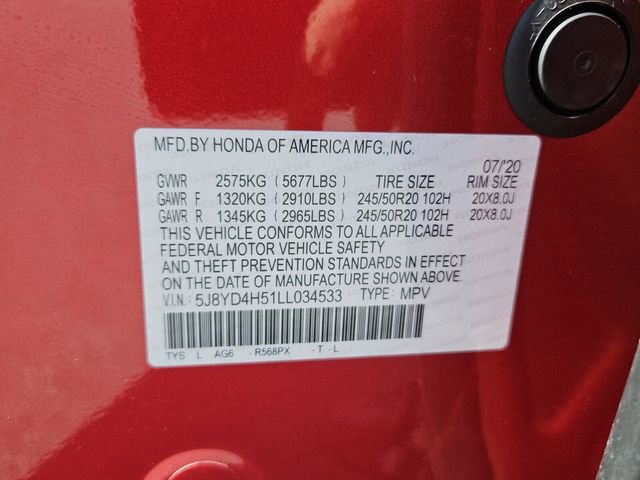 MFD.BY HONDA OF AMERICA MFG.,INC.
07/'20
GVWR 2575KG (5677LBS) TIRE SIZE RIM SIZE
GAWR F 1320KG (2910LBS) 245/50R20 102H 20X8.0J
GAWR R 1345KG (2965LBS) 245/50R20 102H 20X8.0J
THIS VEHICLE CONFORMS TO ALL APPLICABLE
FEDERAL MOTOR VEHICLE SAFETY
AND THEFT PREVENTION STANDARDS IN EFFECT
ON THE DATE OF MANUFACTURE SHOWN ABOVE.
V.I.N: 5J8YD4H51LL034533 TYPE: MPV
TYS L AG6 - R568PX - T - L